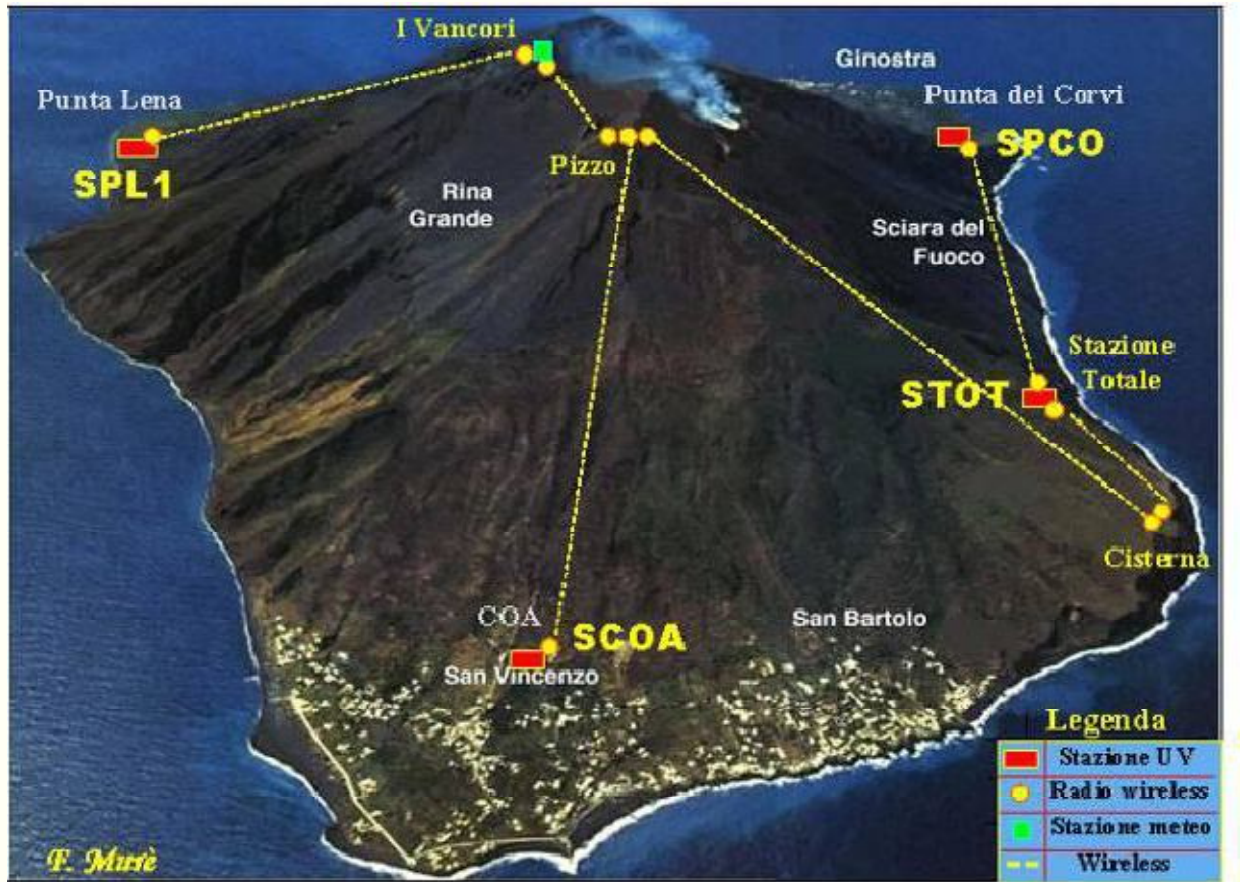 I Vancori
Ginostra
Punta Lena
Punta dei Corvi
SPL1
SPCO
Pizzo
Rina
Grande
Sciara del
Fuoco
Stazione
Totale
STOT
Cisterna
COA
SCOA
San Bartolo
San Vincenzo
Legenda
Stazione UV
Radio wireless
Stazione meteo
Wireless
F. Musè